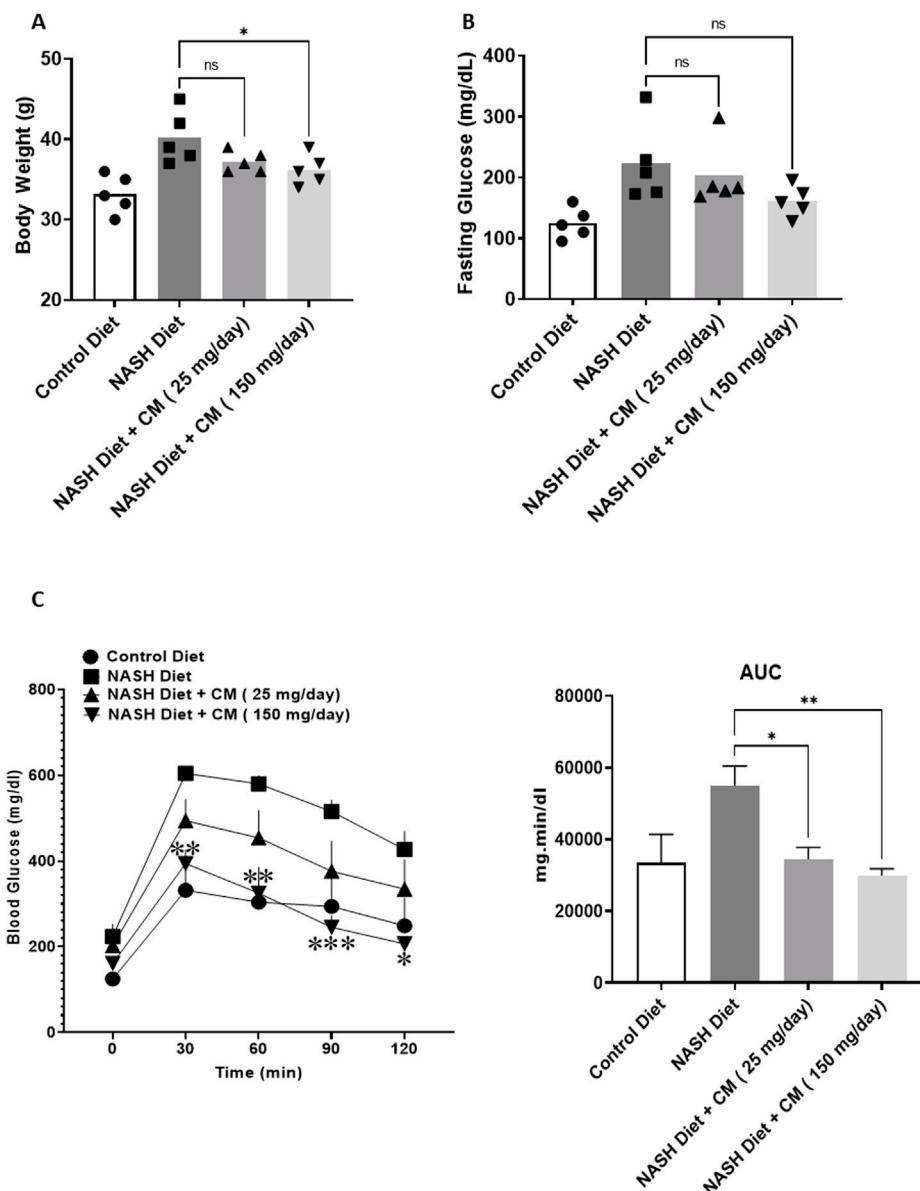 A
Body Weight (g)
50
40
30
20
*
ns
Control Diet
NASH Diet
NASH Diet + CM ( 25 mg/day)
NASH Diet + CM ( 150 mg/day)
B
Fasting Glucose (mg/dL)
400
300
200
100
0
ns
ns
Control Diet
NASH Diet
NASH Diet + CM ( 25 mg/day)
NASH Diet + CM ( 150 mg/day)
C
Control Diet
NASH Diet
NASH Diet + CM ( 25 mg/day)
NASH Diet + CM ( 150 mg/day)
Blood Glucose (mg/dl)
800
600
400
200
0
**
**
***
*
0 30 60 90 120
Time (min)
AUC
mg.min/dl
80000
60000
40000
20000
0
**
*
Control Diet
NASH Diet
NASH Diet + CM ( 25 mg/day)
NASH Diet + CM ( 150 mg/day)